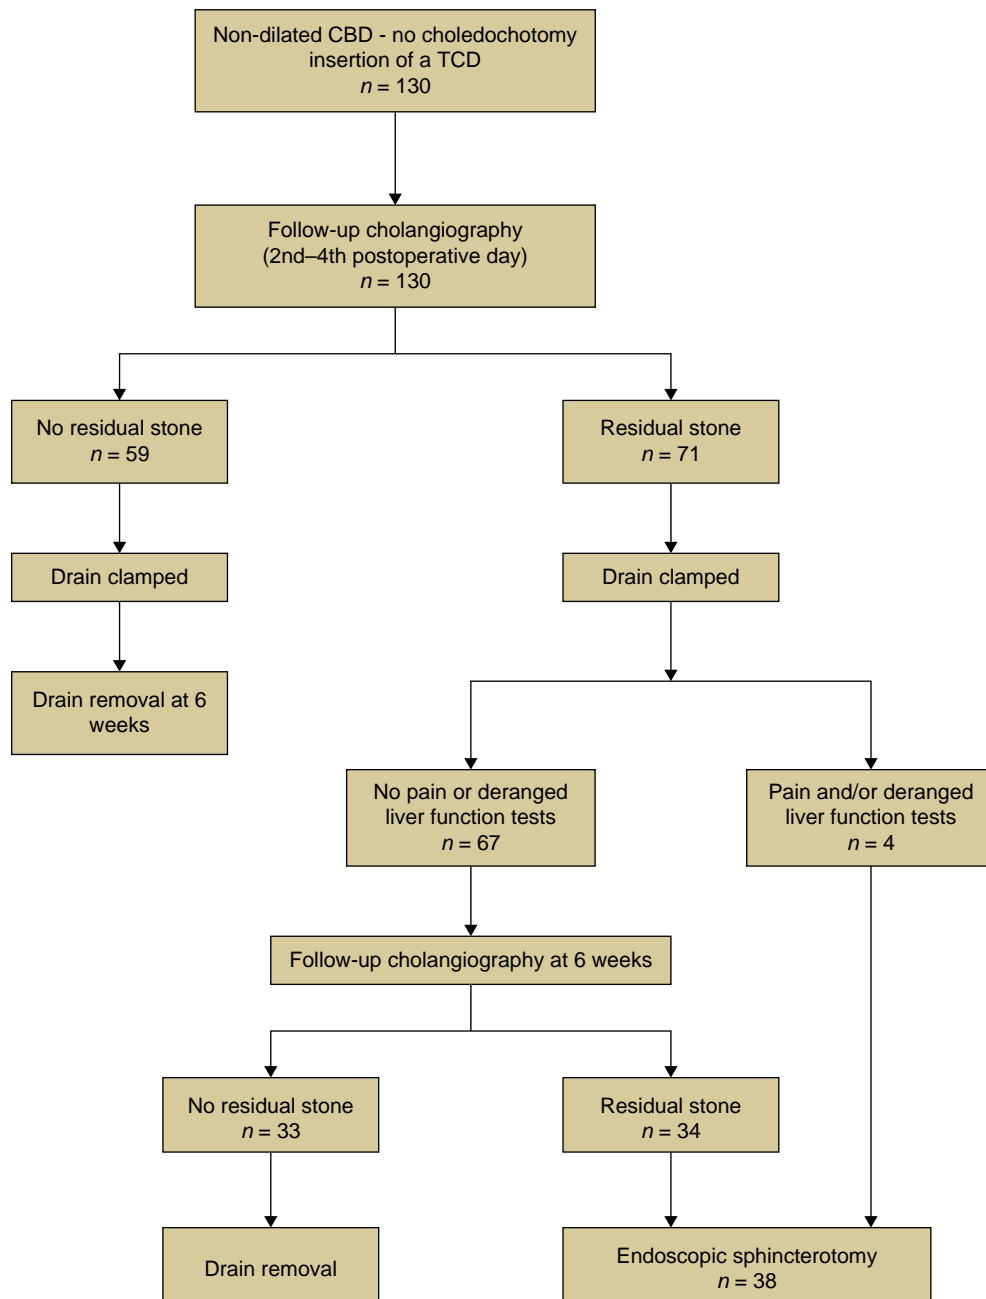 Non-dilated CBD - no choledochotomy
insertion of a TCD
n = 130
Follow-up cholangiography
(2nd–4th postoperative day)
n = 130
No residual stone
n = 59
Residual stone
n = 71
Drain clamped
Drain clamped
Drain removal at 6
weeks
No pain or deranged
liver function tests
n = 67
Pain and/or deranged
liver function tests
n = 4
Follow-up cholangiography at 6 weeks
No residual stone
n = 33
Residual stone
n = 34
Drain removal
Endoscopic sphincterotomy
n = 38